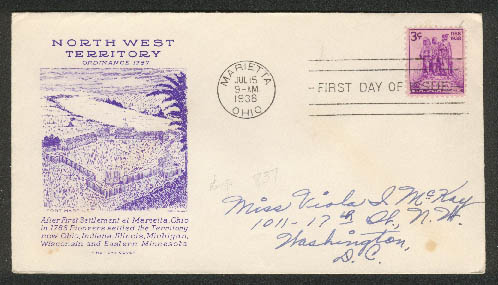 NORTH WEST
TERRITORY
ORDINANCE 1787
After First Settlement at Marietta, Ohio
in 1788 Pioneers settled the Territory
now Ohio, Indiana, Illinois, Michigan,
Wisconsin and Eastern Minnesota
MARIETTA
JUL 15
9-AM
1938
OHIO
3¢
FIRST DAY OF ISSUE
Miss Viola I. McKay
1011-17th St., N.W.
Washington,
D.C.